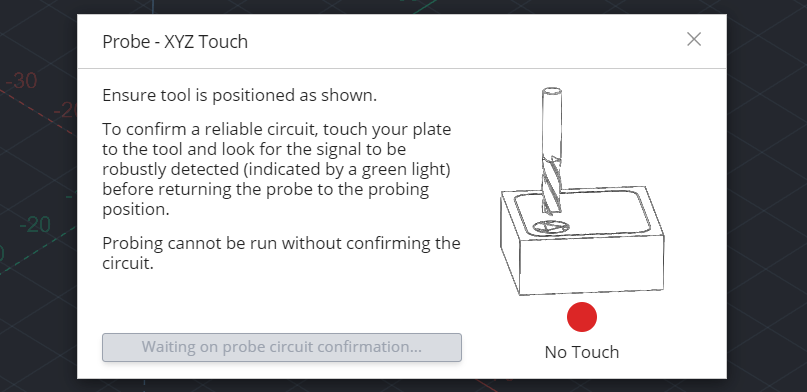 Probe - XYZ Touch
Ensure tool is positioned as shown.
To confirm a reliable circuit, touch your plate
to the tool and look for the signal to be
robustly detected (indicated by a green light)
before returning the probe to the probing
position.
Probing cannot be run without confirming the
circuit.
Waiting on probe circuit confirmation...
No Touch
-30
-20